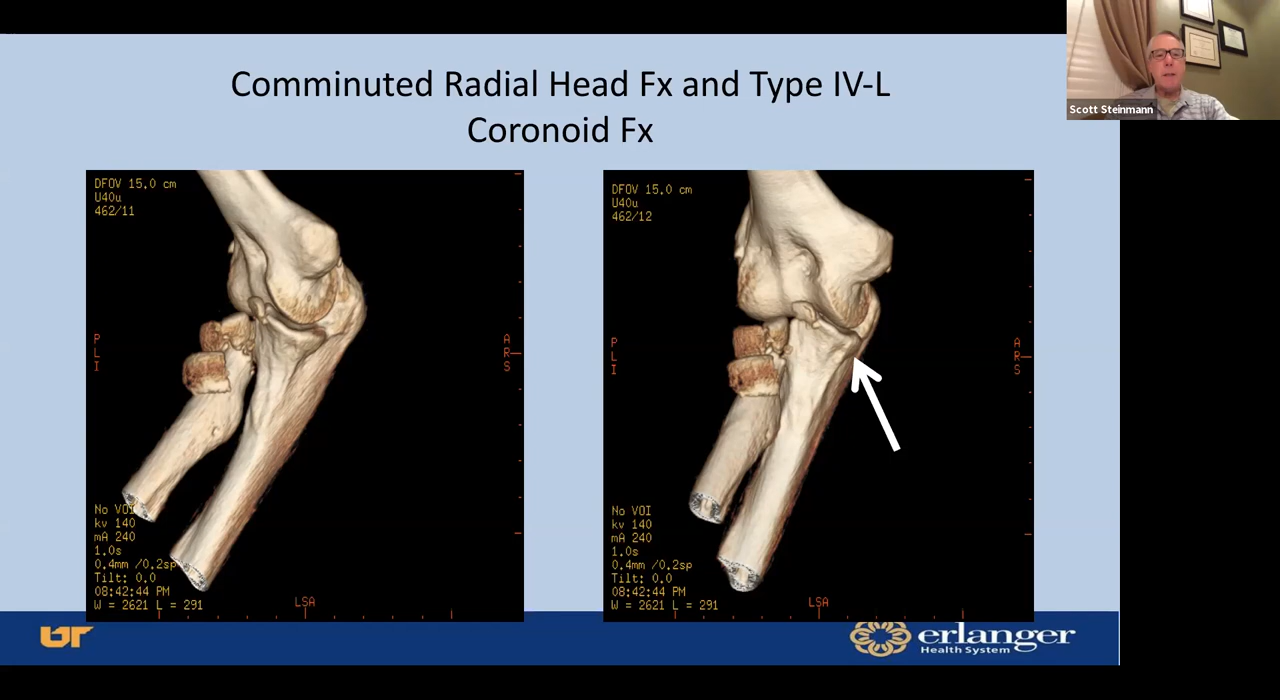 Comminuted Radial Head Fx and Type IV-L
Coronoid Fx
Scott Steinmann
DFOV 15.0 cm
U40u
462/11
P
L
I
A
R
S
No VOI
kv 140
mA 240
1.0s
0.4mm /0.2sp
Tilt: 0.0
08:42:44 PM
W = 2621 L = 291
LSA
DFOV 15.0 cm
U40u
462/12
P
L
I
A
R
S
No VOI
kv 140
mA 240
1.0s
0.4mm /0.2sp
Tilt: 0.0
08:42:44 PM
W = 2621 L = 291
LSA
erlanger
Health System